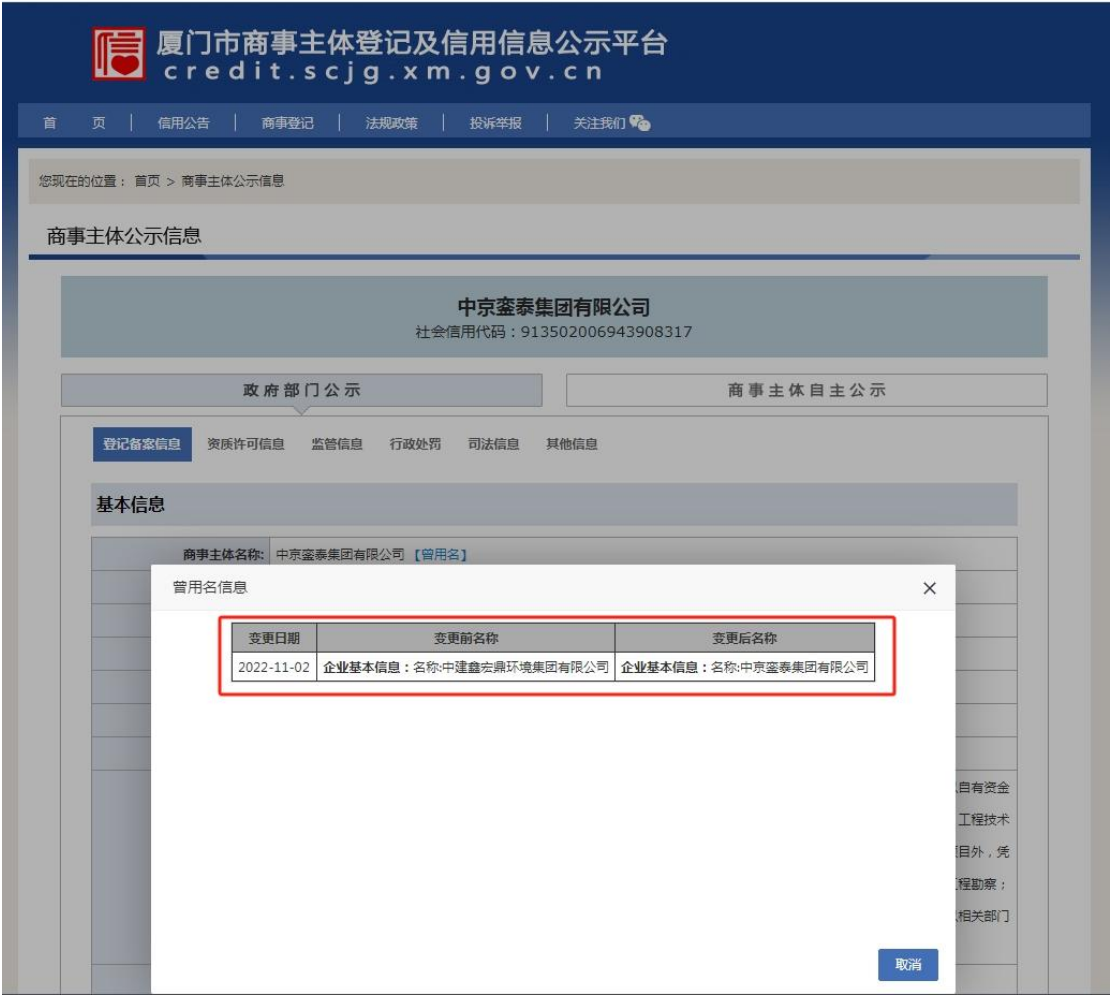 信
厦门市商事主体登记及信用信息公示平台
credit.scjg.xm.gov.cn
首 页 | 信用公告 | 商事登记 | 法规政策 | 投诉举报 | 关注我们
您现在的位置： 首页 > 商事主体公示信息
商事主体公示信息
中京銮泰集团有限公司
社会信用代码：913502006943908317
政府部门公示 商事主体自主公示
登记备案信息 资质许可信息 监管信息 行政处罚 司法信息 其他信息
基本信息
商事主体名称: 中京銮泰集团有限公司【曾用名】
曾用名信息 ×
变更日期 变更前名称 变更后名称
2022-11-02 企业基本信息：名称:中建鑫宏鼎环境集团有限公司 企业基本信息：名称:中京銮泰集团有限公司
自有资金
工程技术
目外，凭
程勘察；
相关部门
取消